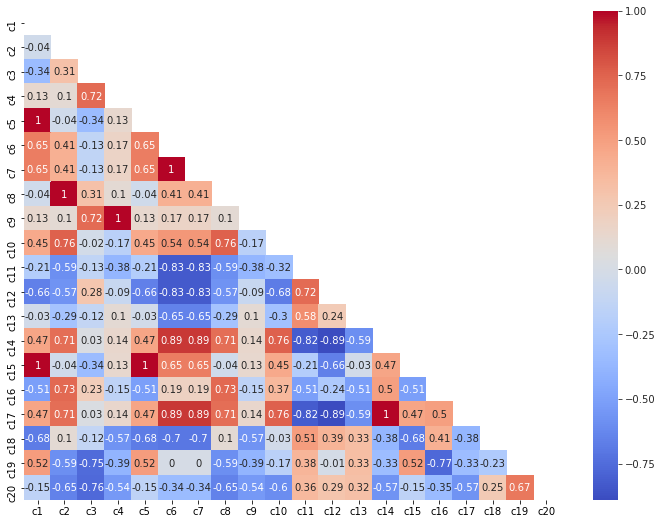 c1
c2 -0.04
c3 -0.34 0.31
c4 0.13 0.1 0.72
c5 1 -0.04 -0.34 0.13
c6 0.65 0.41 -0.13 0.17 0.65
c7 0.65 0.41 -0.13 0.17 0.65 1
c8 -0.04 1 0.31 0.1 -0.04 0.41 0.41
c9 0.13 0.1 0.72 1 0.13 0.17 0.17 0.1
c10 0.45 0.76 -0.02 -0.17 0.45 0.54 0.54 0.76 -0.17
c11 -0.21 -0.59 -0.13 -0.38 -0.21 -0.83 -0.83 -0.59 -0.38 -0.32
c12 -0.66 -0.57 0.28 -0.09 -0.66 -0.83 -0.83 -0.57 -0.09 -0.68 0.72
c13 -0.03 -0.29 -0.12 0.1 -0.03 -0.65 -0.65 -0.29 0.1 -0.3 0.58 0.24
c14 0.47 0.71 0.03 0.14 0.47 0.89 0.89 0.71 0.14 0.76 -0.82 -0.89 -0.59
c15 1 -0.04 -0.34 0.13 1 0.65 0.65 -0.04 0.13 0.45 -0.21 -0.66 -0.03 0.47
c16 -0.51 0.73 0.23 -0.15 -0.51 0.19 0.19 0.73 -0.15 0.37 -0.51 -0.24 -0.51 0.5 -0.51
c17 0.47 0.71 0.03 0.14 0.47 0.89 0.89 0.71 0.14 0.76 -0.82 -0.89 -0.59 1 0.47 0.5
c18 -0.68 0.1 -0.12 -0.57 -0.68 -0.7 -0.7 0.1 -0.57 -0.03 0.51 0.39 0.33 -0.38 -0.68 0.41 -0.38
c19 0.52 -0.59 -0.75 -0.39 0.52 0 0 -0.59 -0.39 -0.17 0.38 -0.01 0.33 -0.33 0.52 -0.77 -0.33 -0.23
c20 -0.15 -0.65 -0.76 -0.54 -0.15 -0.34 -0.34 -0.65 -0.54 -0.6 0.36 0.29 0.32 -0.57 -0.15 -0.35 -0.57 0.25 0.67
c1 c2 c3 c4 c5 c6 c7 c8 c9 c10 c11 c12 c13 c14 c15 c16 c17 c18 c19 c20
1.00
0.75
0.50
0.25
0.00
-0.25
-0.50
-0.75